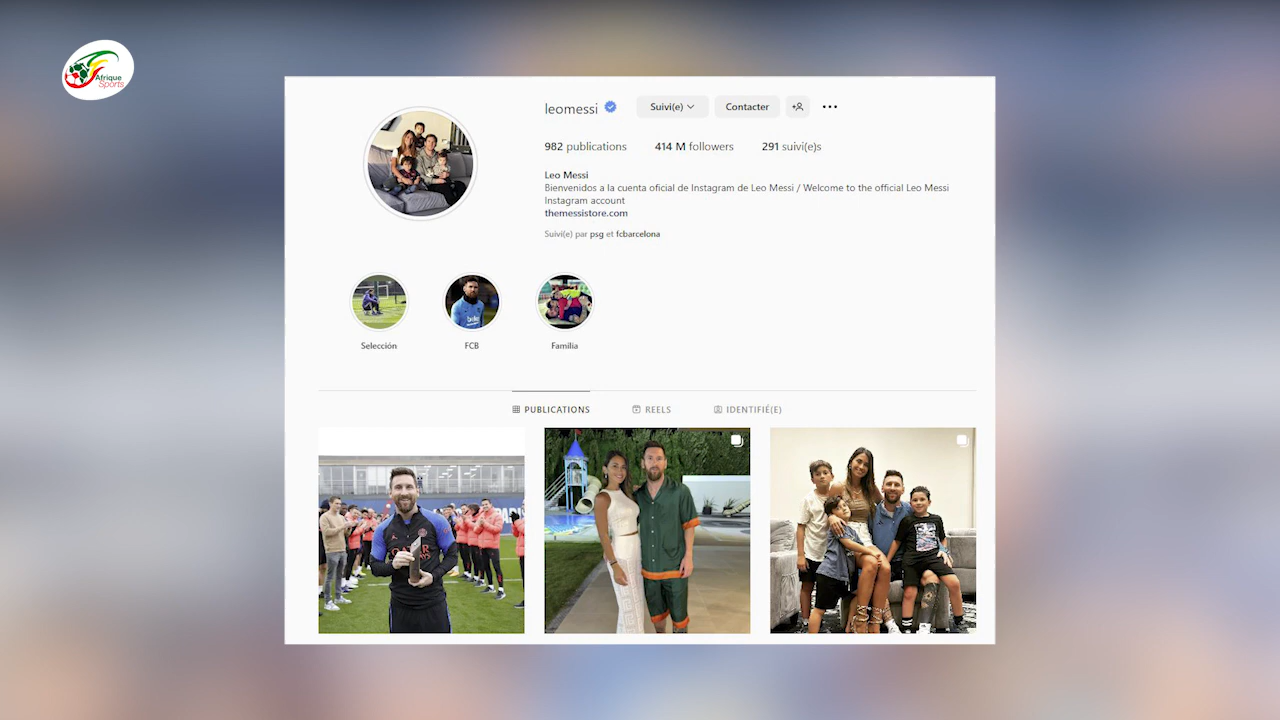 Afrique
Sports
leomessi
Suivi(e)
Contacter
982 publications
414 M followers
291 suivi(e)s
Leo Messi
Bienvenidos a la cuenta oficial de Instagram de Leo Messi / Welcome to the official Leo Messi
Instagram account
themessistore.com
Suivi(e) par psg et fcbarcelona
Selección
FCB
Familia
PUBLICATIONS
REELS
IDENTIFIÉ(E)